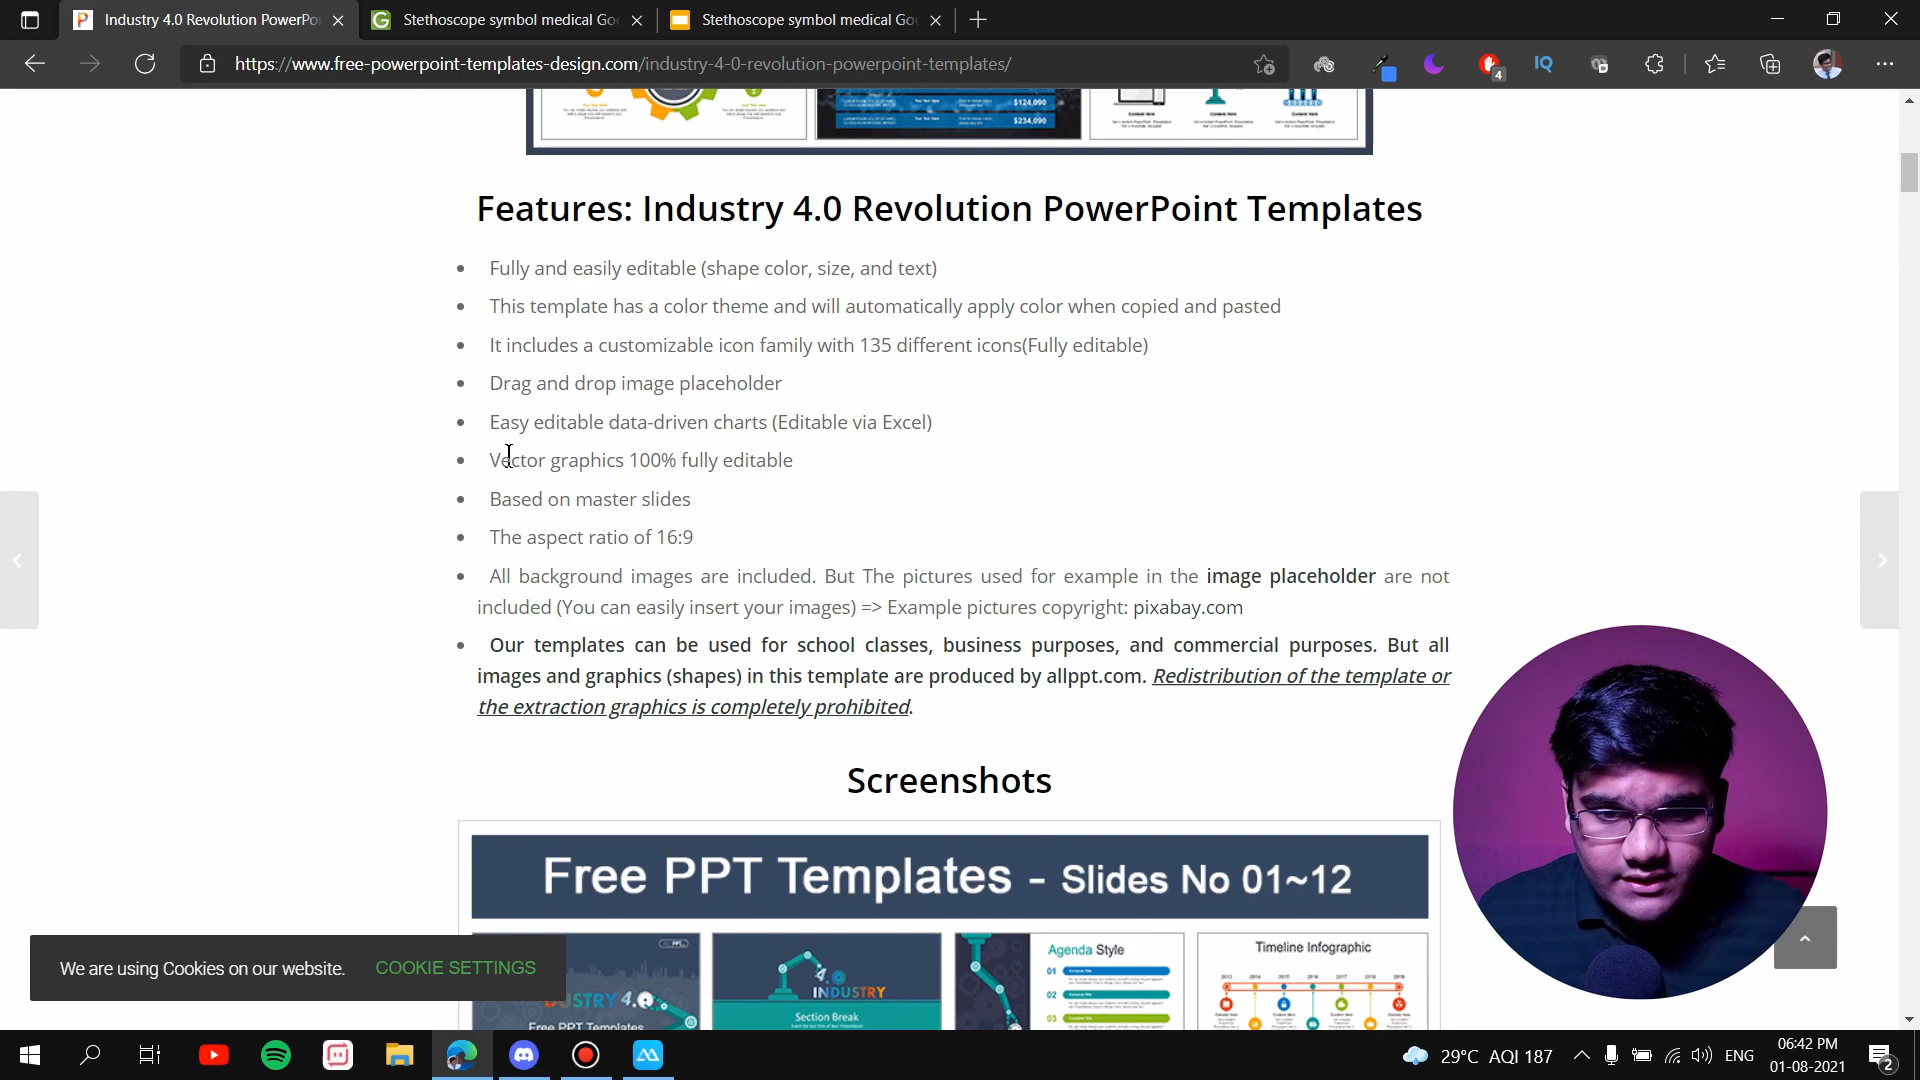 Industry 4.0 Revolution PowerPo
Stethoscope symbol medical Go
Stethoscope symbol medical Go
https://www.free-powerpoint-templates-design.com/industry-4-0-revolution-powerpoint-templates/
4
IQ
$124,090
$234,090
Features: Industry 4.0 Revolution PowerPoint Templates
Fully and easily editable (shape color, size, and text)
This template has a color theme and will automatically apply color when copied and pasted
It includes a customizable icon family with 135 different icons(Fully editable)
Drag and drop image placeholder
Easy editable data-driven charts (Editable via Excel)
Vector graphics 100% fully editable
Based on master slides
The aspect ratio of 16:9
All background images are included. But The pictures used for example in the image placeholder are not
included (You can easily insert your images) => Example pictures copyright: pixabay.com
Our templates can be used for school classes, business purposes, and commercial purposes. But all
images and graphics (shapes) in this template are produced by allppt.com. Redistribution of the template or
the extraction graphics is completely prohibited.
Screenshots
Free PPT Templates - Slides No 01~12
Agenda Style
01
02
03
Timeline Infographic
INDUSTRY
Section Break
USTRY 4.0
Free PPT Templates
We are using Cookies on our website. COOKIE SETTINGS
29°C AQI 187
ENG
06:42 PM
01-08-2021
2